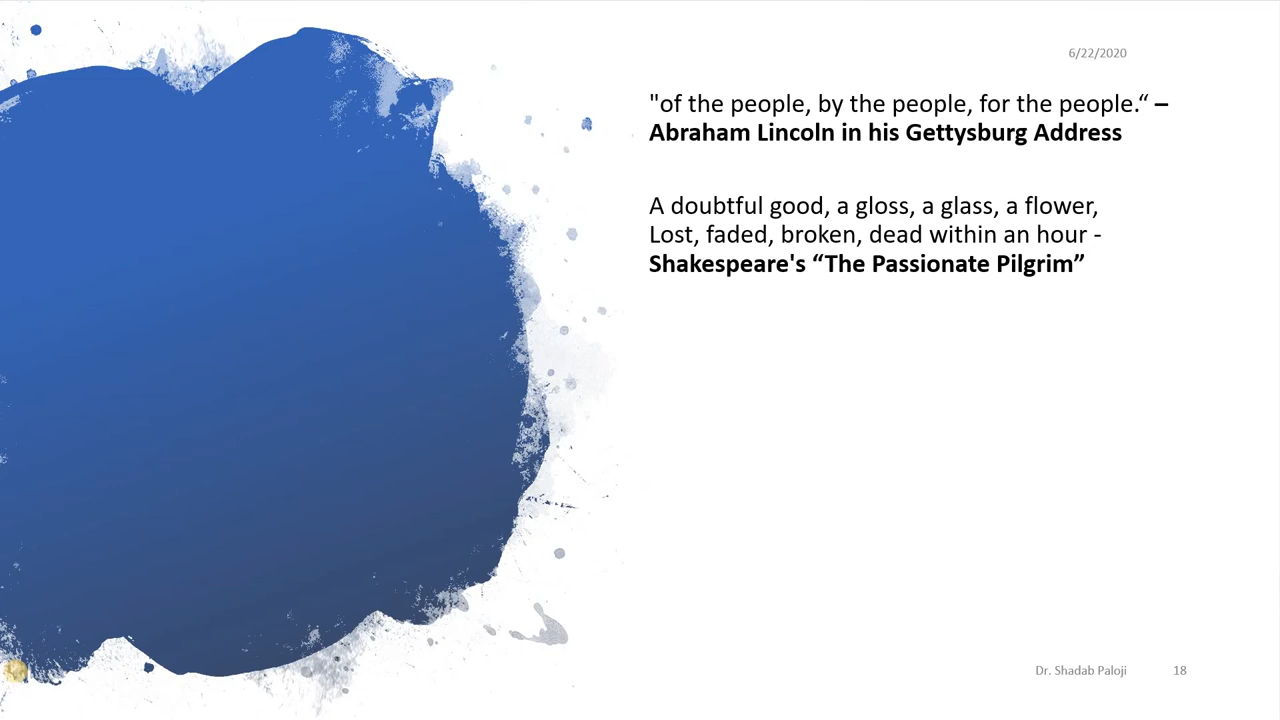 6/22/2020
"of the people, by the people, for the people.“ –
Abraham Lincoln in his Gettysburg Address
A doubtful good, a gloss, a glass, a flower,
Lost, faded, broken, dead within an hour -
Shakespeare's “The Passionate Pilgrim”
Dr. Shadab Paloji
18